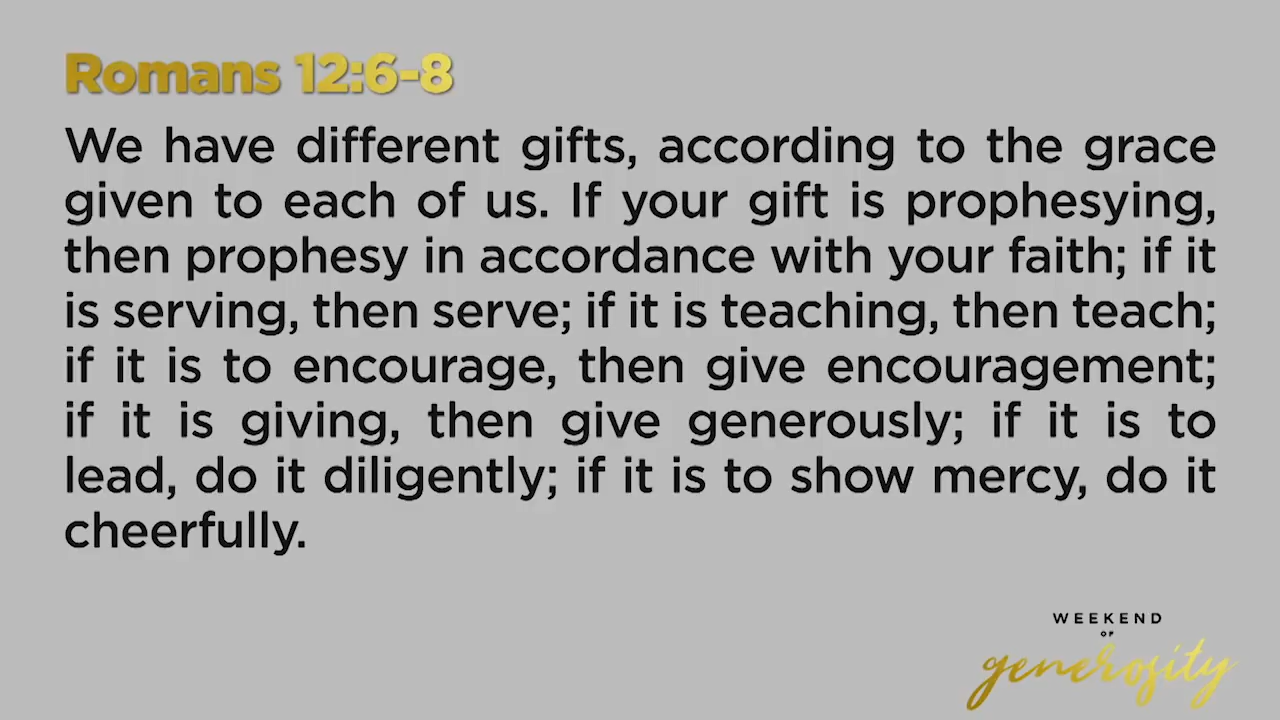 Romans 12:6-8
We have different gifts, according to the grace
given to each of us. If your gift is prophesying,
then prophesy in accordance with your faith; if it
is serving, then serve; if it is teaching, then teach;
if it is to encourage, then give encouragement;
if it is giving, then give generously; if it is to
lead, do it diligently; if it is to show mercy, do it
cheerfully.
WEEKEND
OF
generosity